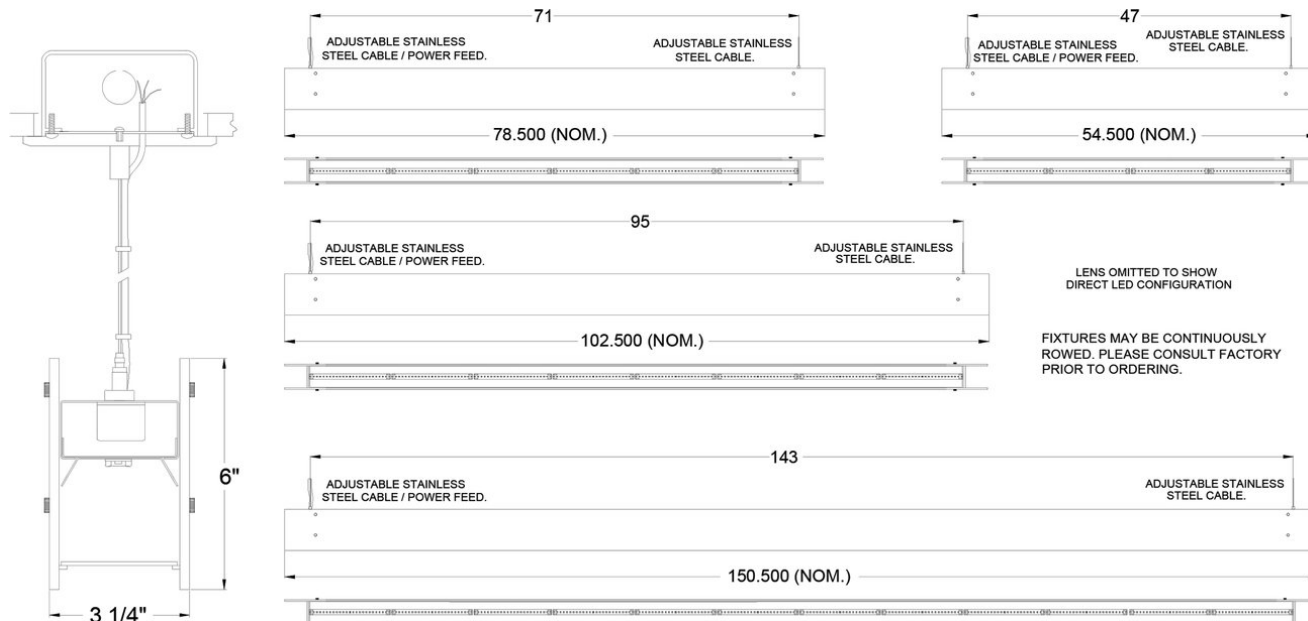 71
ADJUSTABLE STAINLESS
STEEL CABLE / POWER FEED.
ADJUSTABLE STAINLESS
STEEL CABLE.
78.500 (NOM.)
47
ADJUSTABLE STAINLESS
STEEL CABLE / POWER FEED.
ADJUSTABLE STAINLESS
STEEL CABLE.
54.500 (NOM.)
95
ADJUSTABLE STAINLESS
STEEL CABLE / POWER FEED.
ADJUSTABLE STAINLESS
STEEL CABLE.
102.500 (NOM.)
LENS OMITTED TO SHOW
DIRECT LED CONFIGURATION
FIXTURES MAY BE CONTINUOUSLY
ROWED. PLEASE CONSULT FACTORY
PRIOR TO ORDERING.
6"
3 1/4"
143
ADJUSTABLE STAINLESS
STEEL CABLE / POWER FEED.
ADJUSTABLE STAINLESS
STEEL CABLE.
150.500 (NOM.)